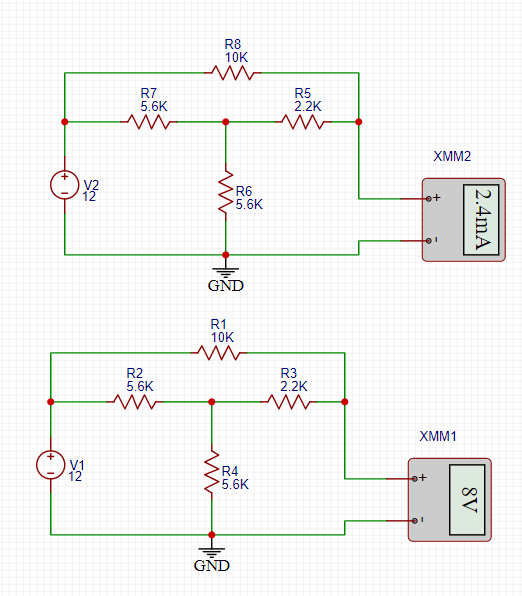 R8
10K
R7
5.6K
R5
2.2K
XMM2
+
-
V2
12
R6
5.6K
+
-
2.4mA
GND
R1
10K
R2
5.6K
R3
2.2K
XMM1
+
-
V1
12
R4
5.6K
+
-
8V
GND